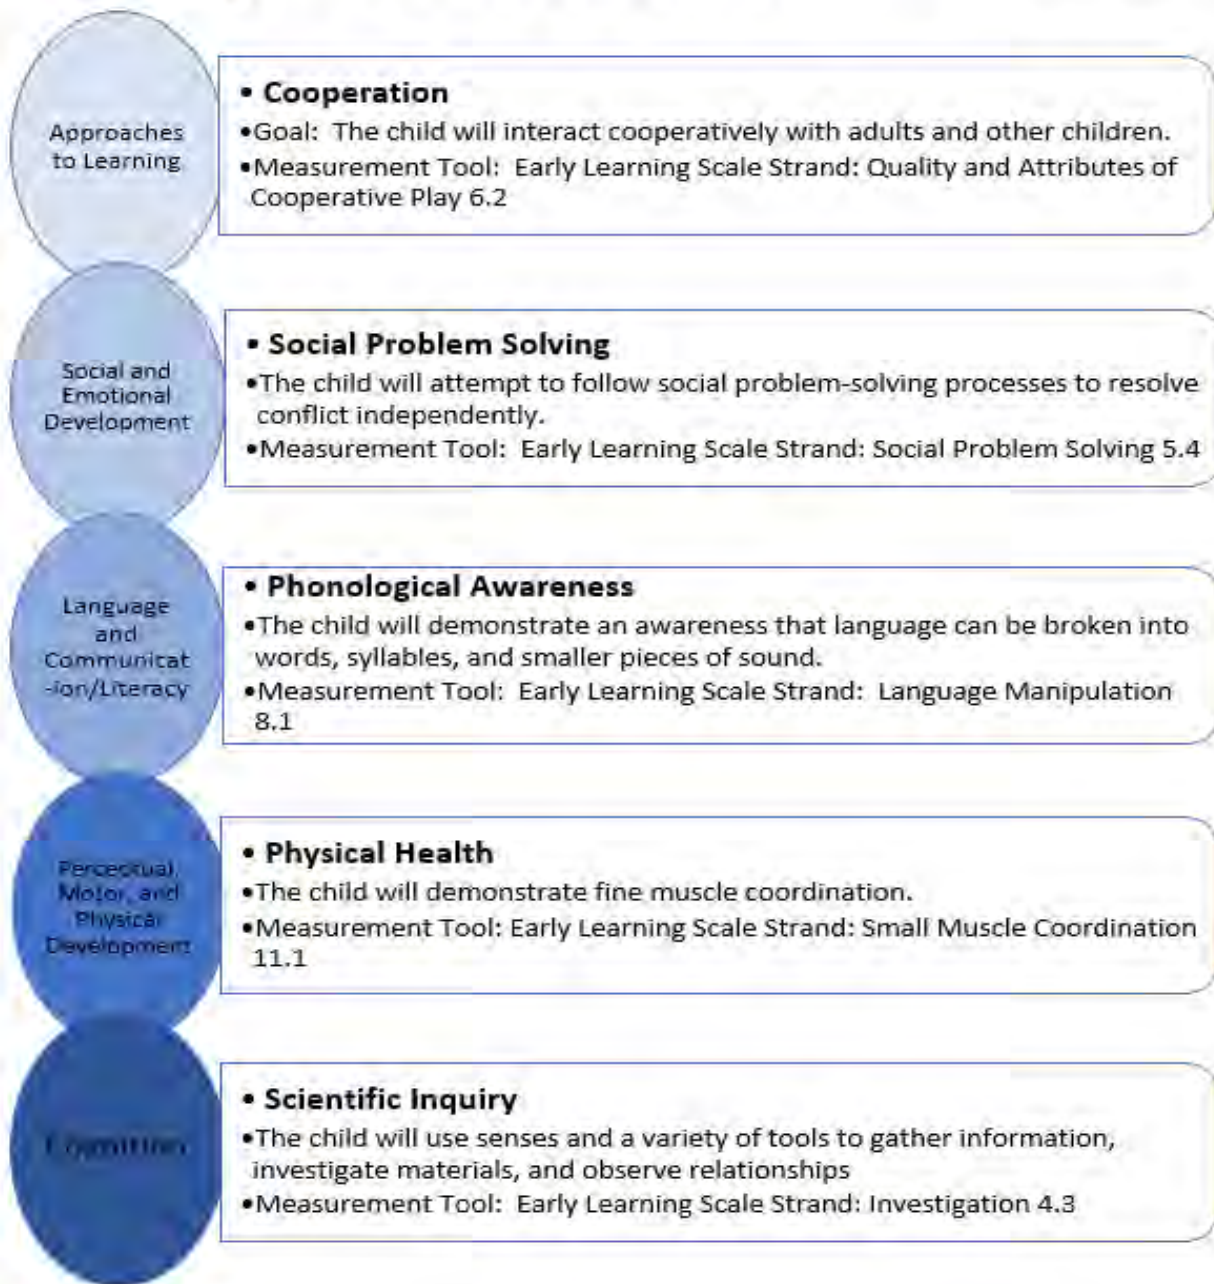 Approaches
to Learning
• Cooperation
•Goal: The child will interact cooperatively with adults and other children.
•Measurement Tool: Early Learning Scale Strand: Quality and Attributes of
Cooperative Play 6.2
Social and
Emotional
Development
• Social Problem Solving
•The child will attempt to follow social problem-solving processes to resolve
conflict independently.
•Measurement Tool: Early Learning Scale Strand: Social Problem Solving 5.4
Language
and
Communicat
-ion/Literacy
• Phonological Awareness
•The child will demonstrate an awareness that language can be broken into
words, syllables, and smaller pieces of sound.
•Measurement Tool: Early Learning Scale Strand: Language Manipulation
8.1
Perceptual,
Motor, and
Physical
Development
• Physical Health
•The child will demonstrate fine muscle coordination.
•Measurement Tool: Early Learning Scale Strand: Small Muscle Coordination
11.1
Cognition
• Scientific Inquiry
•The child will use senses and a variety of tools to gather information,
investigate materials, and observe relationships
•Measurement Tool: Early Learning Scale Strand: Investigation 4.3